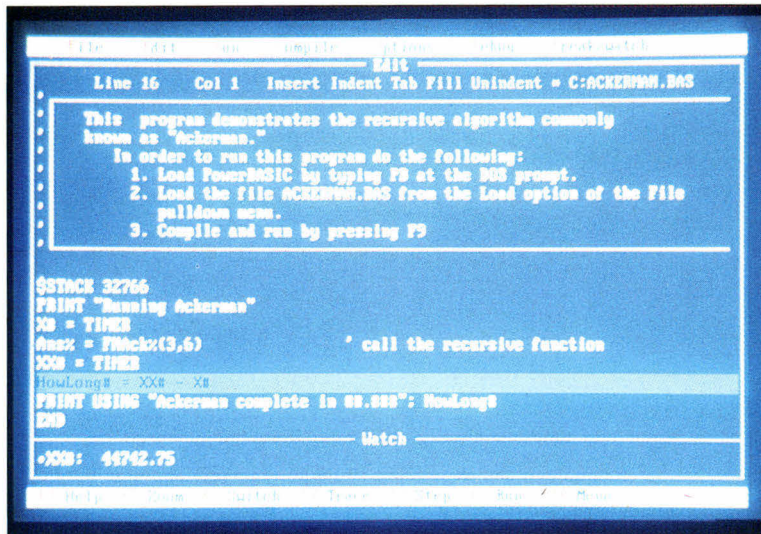 Edit
Line 16 Col 1 Insert Indent Tab Fill Unindent = C:ACKERMAN.BAS
This program demonstrates the recursive algorithm commonly
known as "Ackerman."
In order to run this program do the following:
1. Load PowerBASIC by typing PB at the DOS prompt.
2. Load the file ACKERMAN.BAS from the Load option of the File
pulldown menu.
3. Compile and run by pressing F9
$STACK 32766
PRINT "Running Ackerman"
X# = TIMER
Ans% = FNAck%(3,6) ' call the recursive function
XX# = TIMER
HowLong# = XX# - X#
PRINT USING "Ackerman complete in ##.###"; HowLong#
END
Watch
•XX#: 44742.75
Help Zoom Switch Trace Step Run Menu